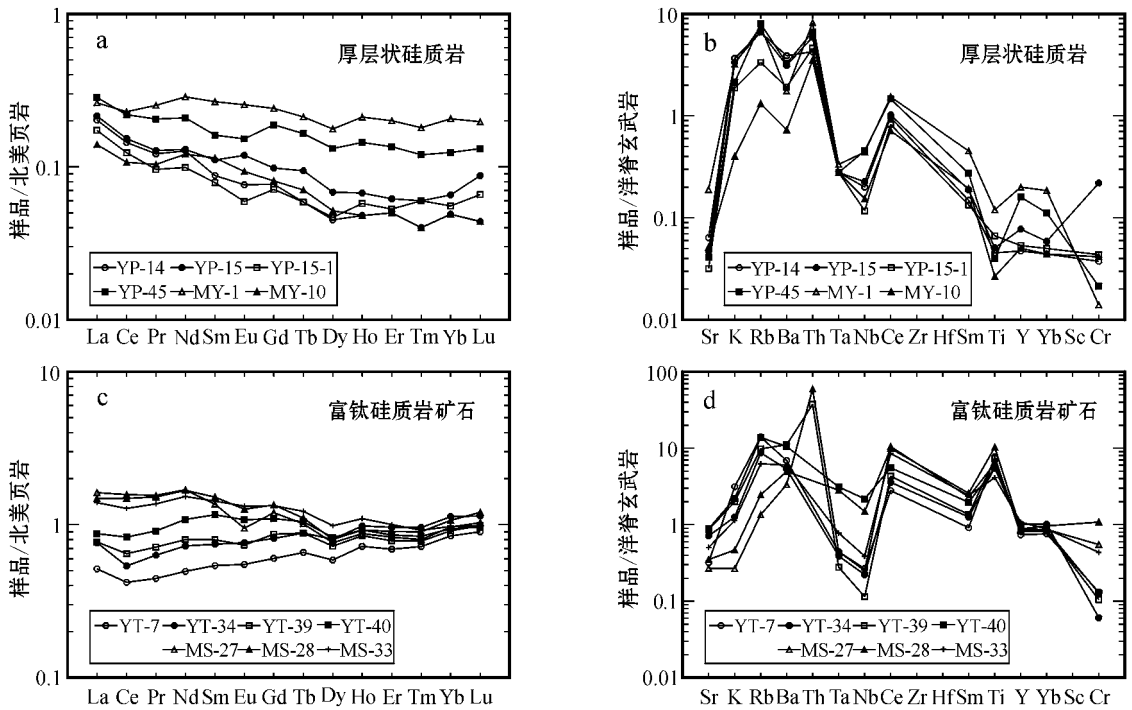 a
厚层状硅质岩
样品/北美页岩
1
0.1
0.01
YP-14 YP-15 YP-15-1
YP-45 MY-1 MY-10
La Ce Pr Nd Sm Eu Gd Tb Dy Ho Er Tm Yb Lu
b
厚层状硅质岩
样品/洋脊玄武岩
10
1
0.1
0.01
YP-14 YP-15 YP-15-1
YP-45 MY-1 MY-10
Sr K Rb Ba Th Ta Nb Ce Zr Hf Sm Ti Y Yb Sc Cr
c
富钛硅质岩矿石
样品/北美页岩
10
1
0.1
YT-7 YT-34 YT-39 YT-40
MS-27 MS-28 MS-33
La Ce Pr Nd Sm Eu Gd Tb Dy Ho Er Tm Yb Lu
d
富钛硅质岩矿石
样品/洋脊玄武岩
100
10
1
0.1
0.01
YT-7 YT-34 YT-39 YT-40
MS-27 MS-28 MS-33
Sr K Rb Ba Th Ta Nb Ce Zr Hf Sm Ti Y Yb Sc Cr